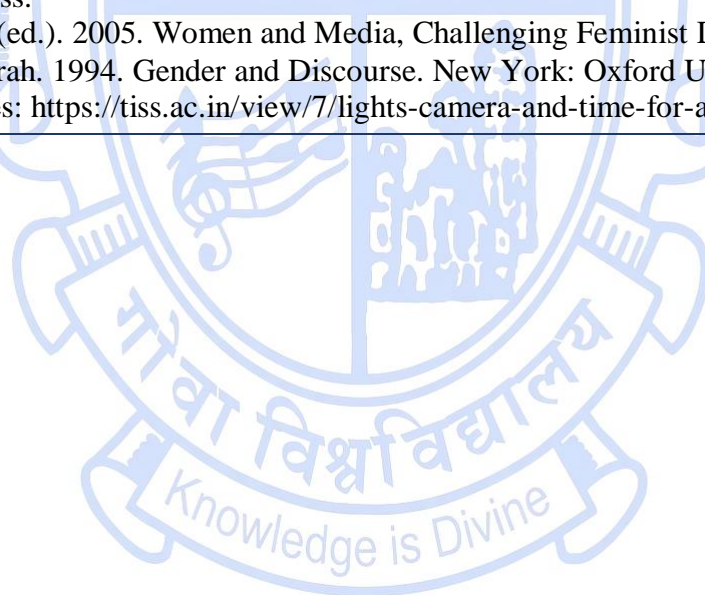 (ed.). 2005. Women and Media, Challenging Feminist
rah. 1994. Gender and Discourse. New York: Oxford U
es: https://tiss.ac.in/view/7/lights-camera-and-time-for-a
गोंवा विश्वविद्यालय
Knowledge is Divine